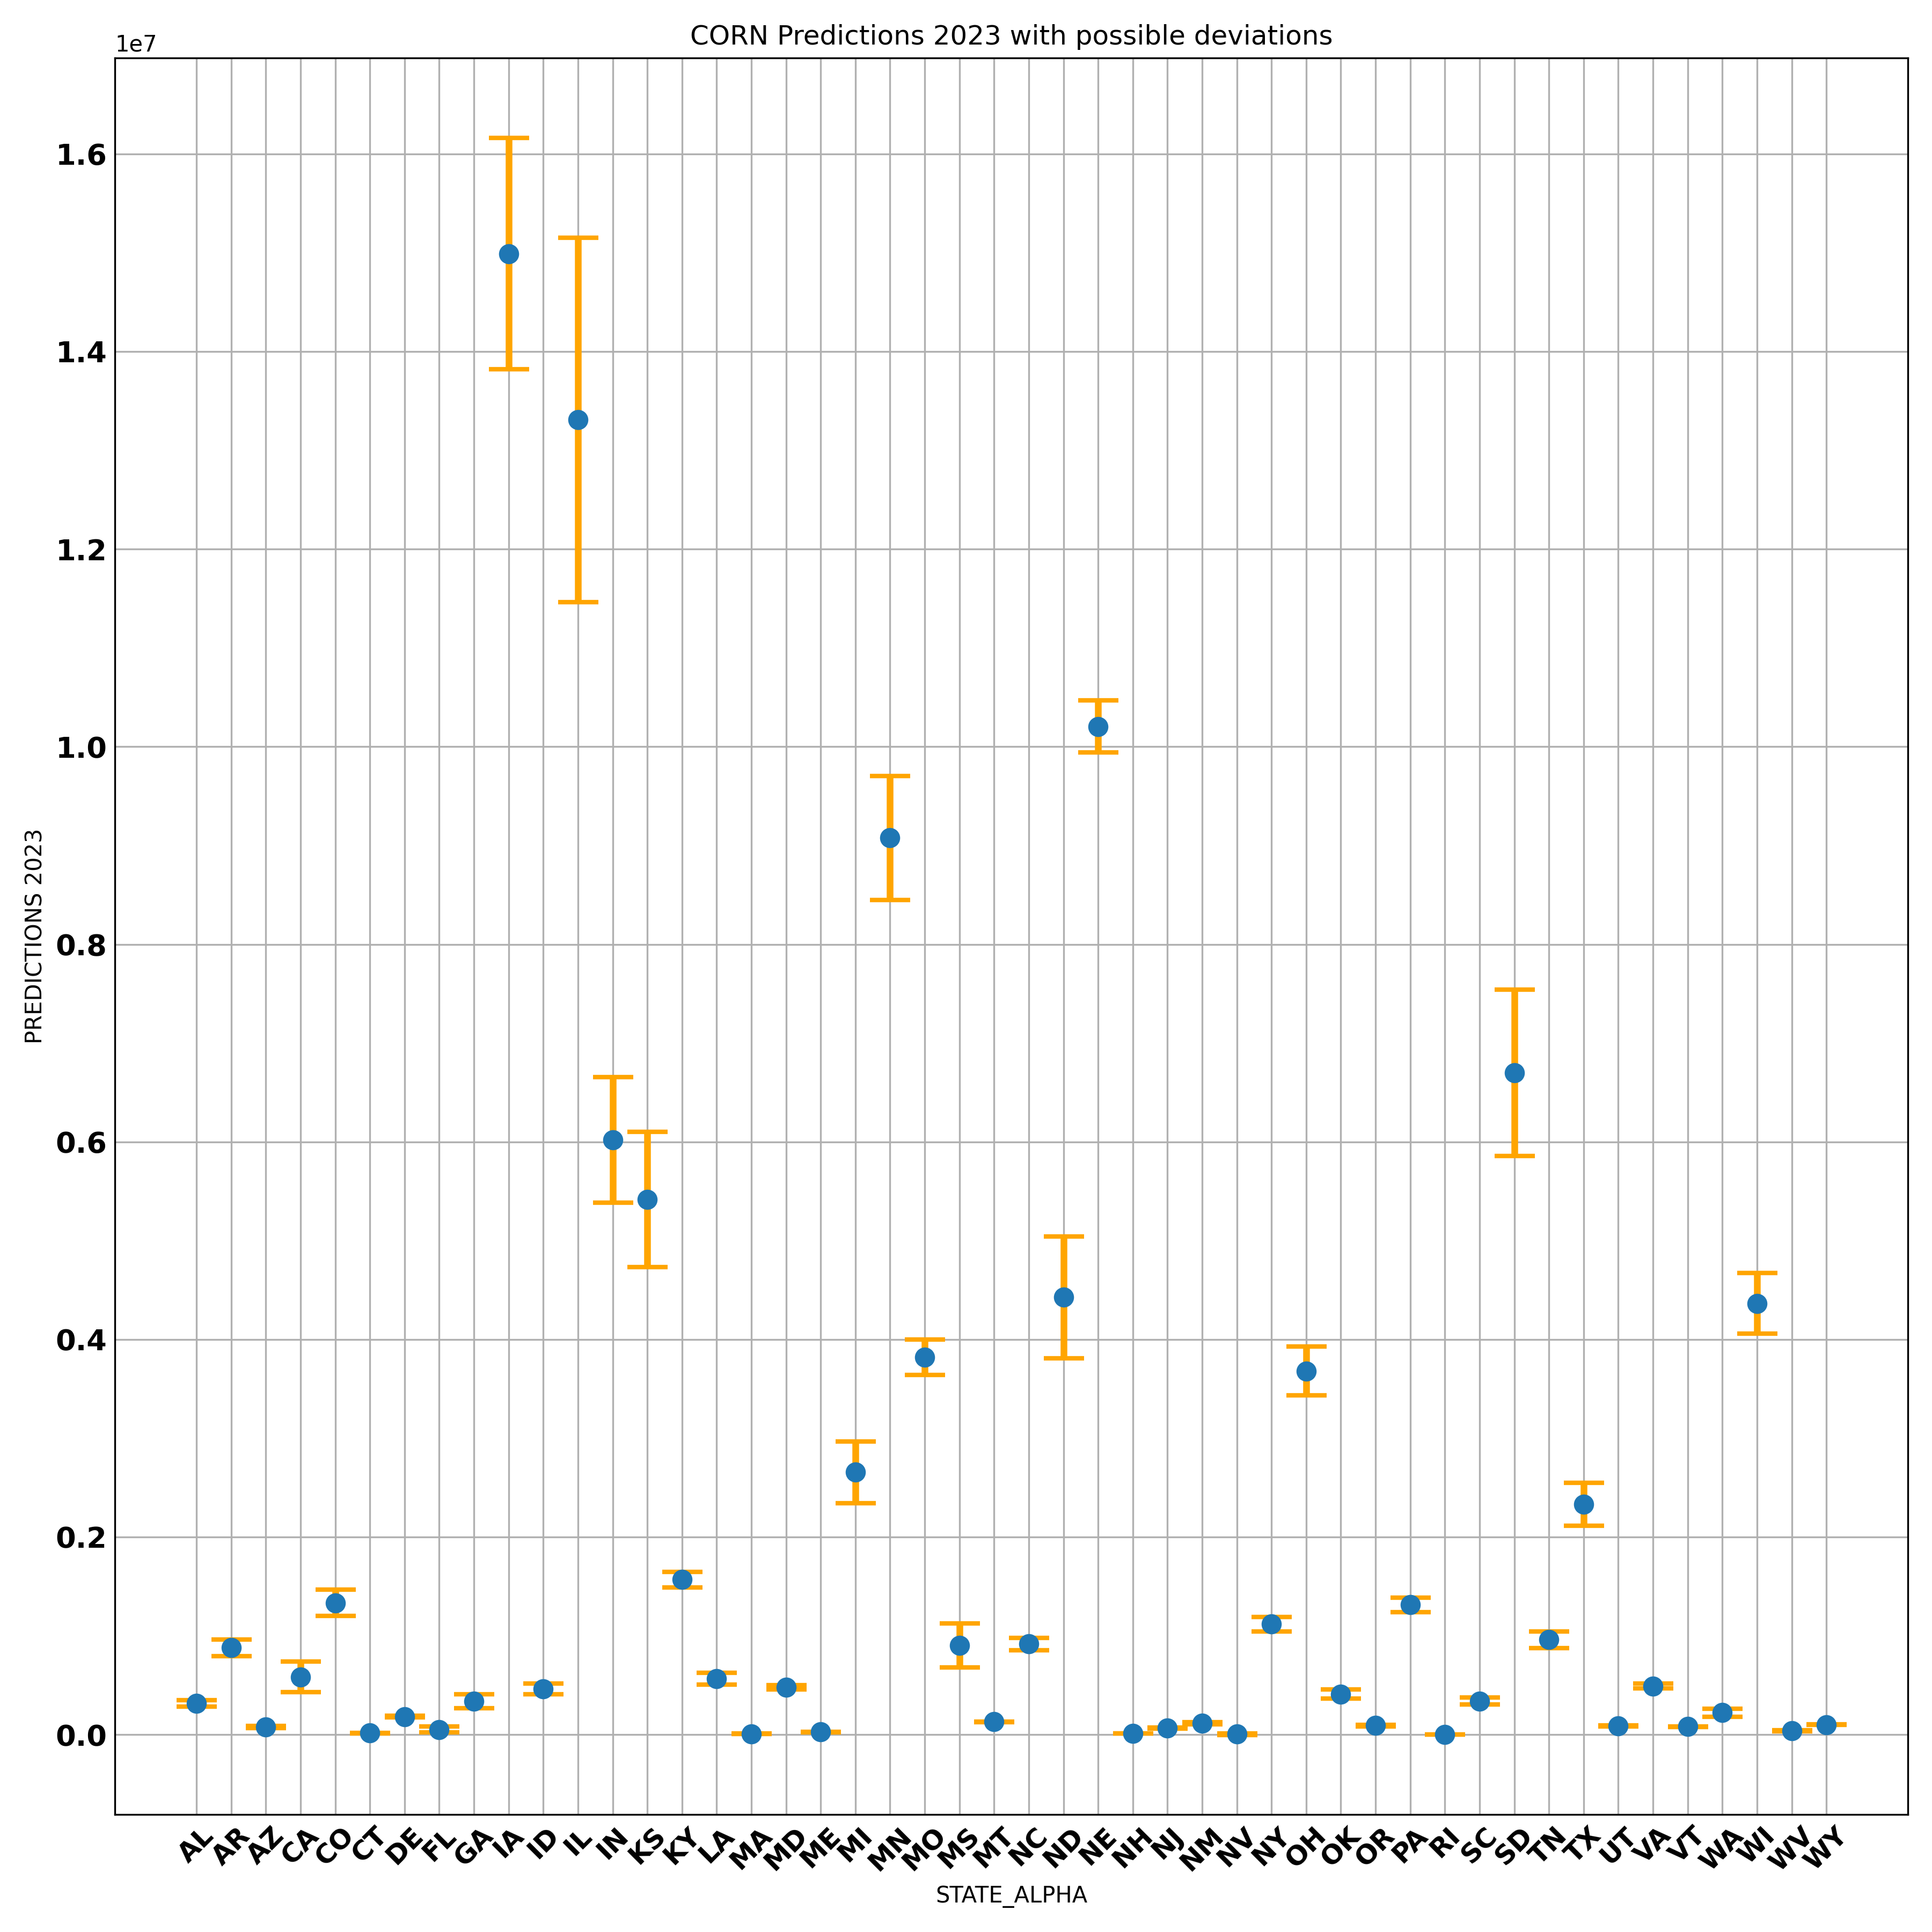 CORN Predictions 2023 with possible deviations
1e7
1.6
1.4
1.2
1.0
0.8
0.6
0.4
0.2
0.0
PREDICTIONS 2023
AL AR AZ CA CO CT DE FL GA IA ID IL IN KS KY LA MA MD ME MI MN MO MS MT NC ND NE NH NJ NM NV NY OH OK OR PA RI SC SD TN TX UT VA VT WA WI WV WY
STATE_ALPHA